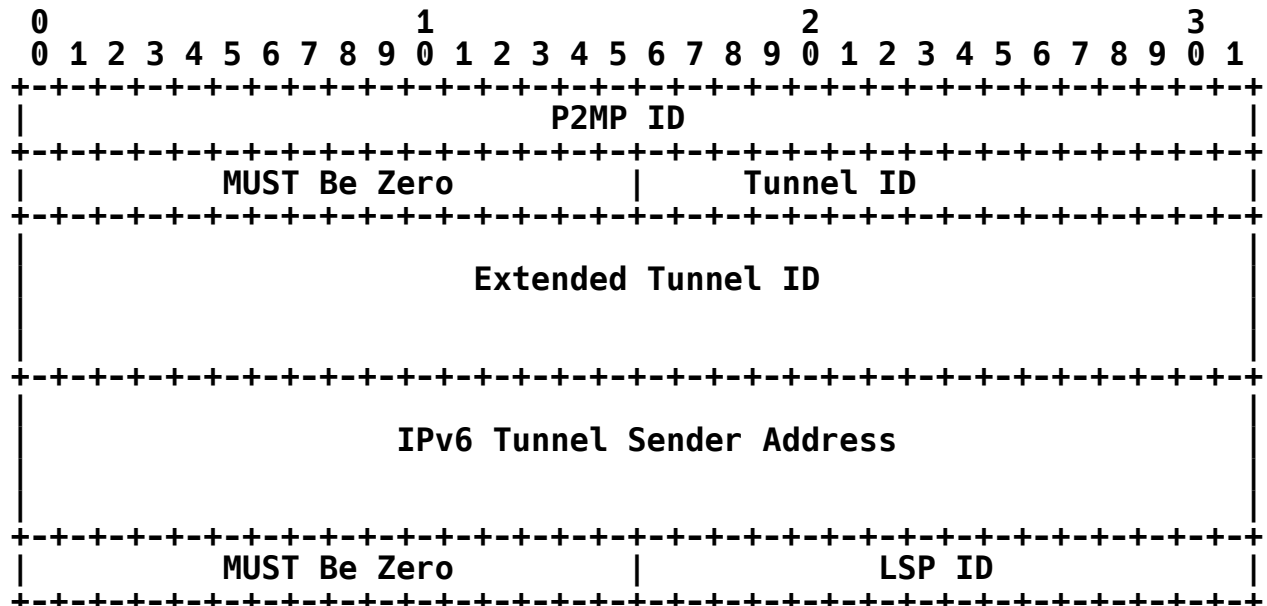 0                   1                   2                   3
 0 1 2 3 4 5 6 7 8 9 0 1 2 3 4 5 6 7 8 9 0 1 2 3 4 5 6 7 8 9 0 1
+-+-+-+-+-+-+-+-+-+-+-+-+-+-+-+-+-+-+-+-+-+-+-+-+-+-+-+-+-+-+-+-+
|                           P2MP ID                             |
+-+-+-+-+-+-+-+-+-+-+-+-+-+-+-+-+-+-+-+-+-+-+-+-+-+-+-+-+-+-+-+-+
|          MUST Be Zero         |     Tunnel ID                 |
+-+-+-+-+-+-+-+-+-+-+-+-+-+-+-+-+-+-+-+-+-+-+-+-+-+-+-+-+-+-+-+-+
|                                                               |
|                       Extended Tunnel ID                      |
|                                                               |
|                                                               |
+-+-+-+-+-+-+-+-+-+-+-+-+-+-+-+-+-+-+-+-+-+-+-+-+-+-+-+-+-+-+-+-+
|                                                               |
|                   IPv6 Tunnel Sender Address                  |
|                                                               |
|                                                               |
+-+-+-+-+-+-+-+-+-+-+-+-+-+-+-+-+-+-+-+-+-+-+-+-+-+-+-+-+-+-+-+-+
|          MUST Be Zero         |            LSP ID             |
+-+-+-+-+-+-+-+-+-+-+-+-+-+-+-+-+-+-+-+-+-+-+-+-+-+-+-+-+-+-+-+-+